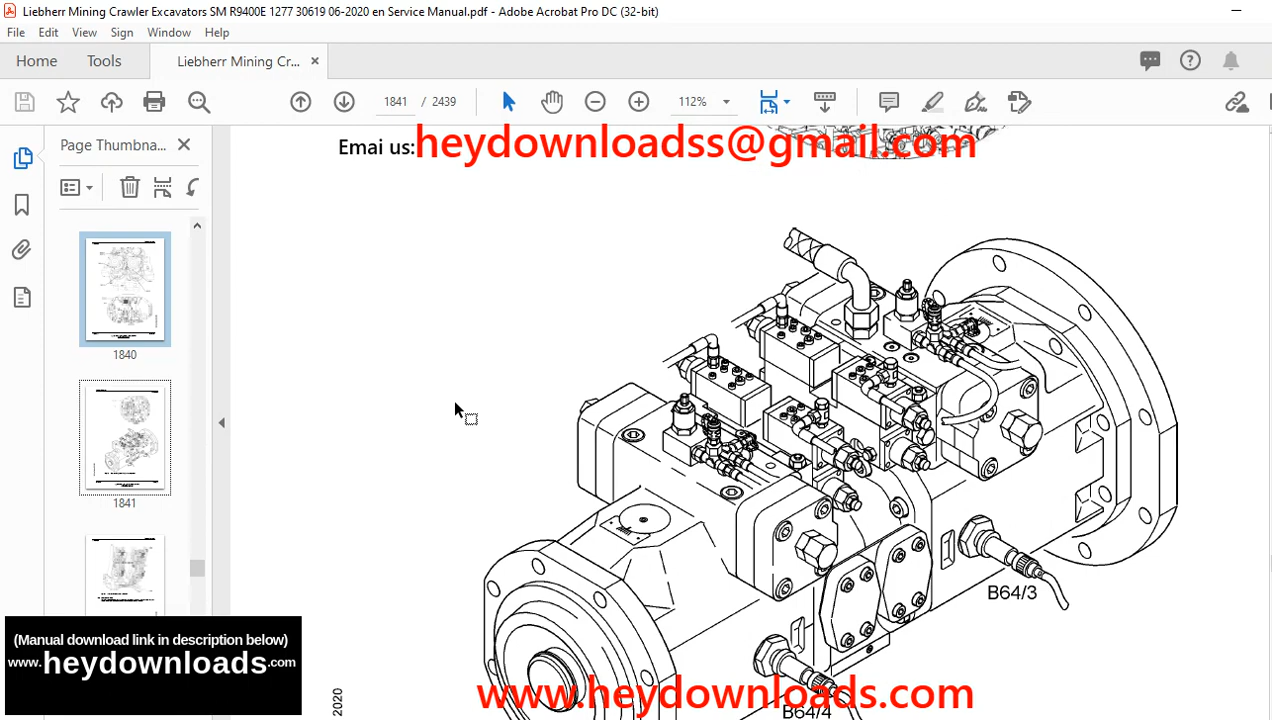 Liebherr Mining Crawler Excavators SM R9400E 1277 30619 06-2020 en Service Manual.pdf - Adobe Acrobat Pro DC (32-bit)
File Edit View Sign Window Help
Home Tools Liebherr Mining Cr... ×
1841 / 2439 112%
Page Thumbna...
Emai us:heydownloadss@gmail.com
1840
1841
B64/3
B64/4
2020
(Manual download link in description below)
www.heydownloads.com
www.heydownloads.com